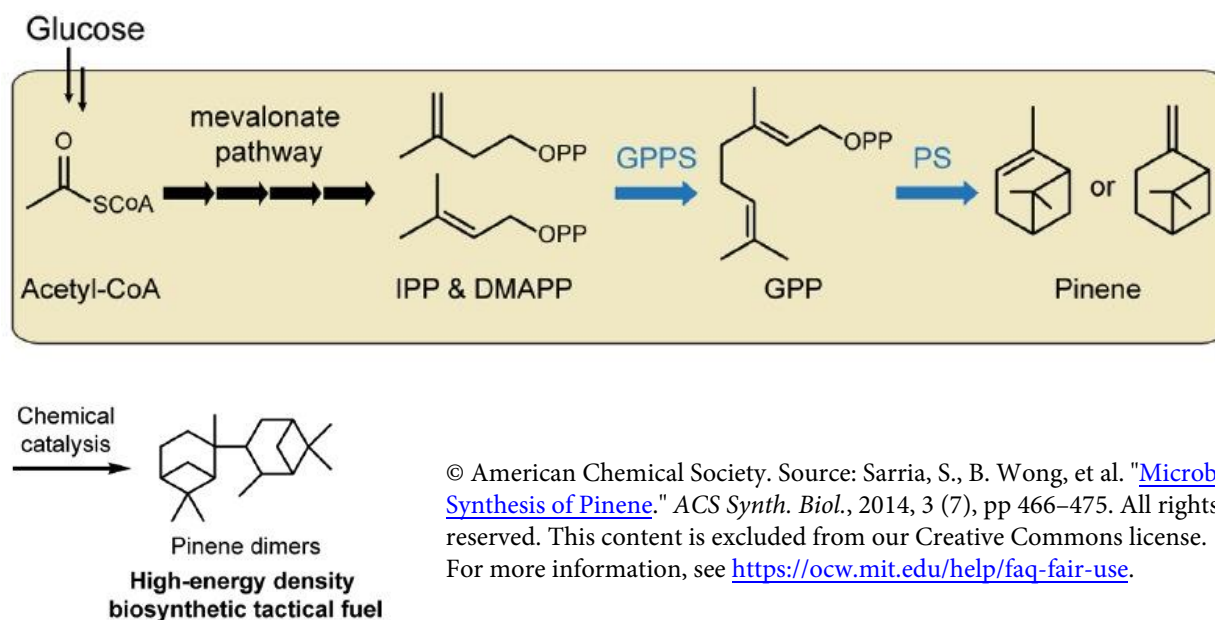 Glucose
mevalonate
pathway
O
SCoA
OPP
OPP
GPPS
OPP
PS
or
Acetyl-CoA
IPP & DMAPP
GPP
Pinene
Chemical
catalysis
Pinene dimers
High-energy density
biosynthetic tactical fuel
© American Chemical Society. Source: Sarria, S., B. Wong, et al. "Microb
Synthesis of Pinene." ACS Synth. Biol., 2014, 3 (7), pp 466–475. All rights
reserved. This content is excluded from our Creative Commons license.
For more information, see https://ocw.mit.edu/help/faq-fair-use.